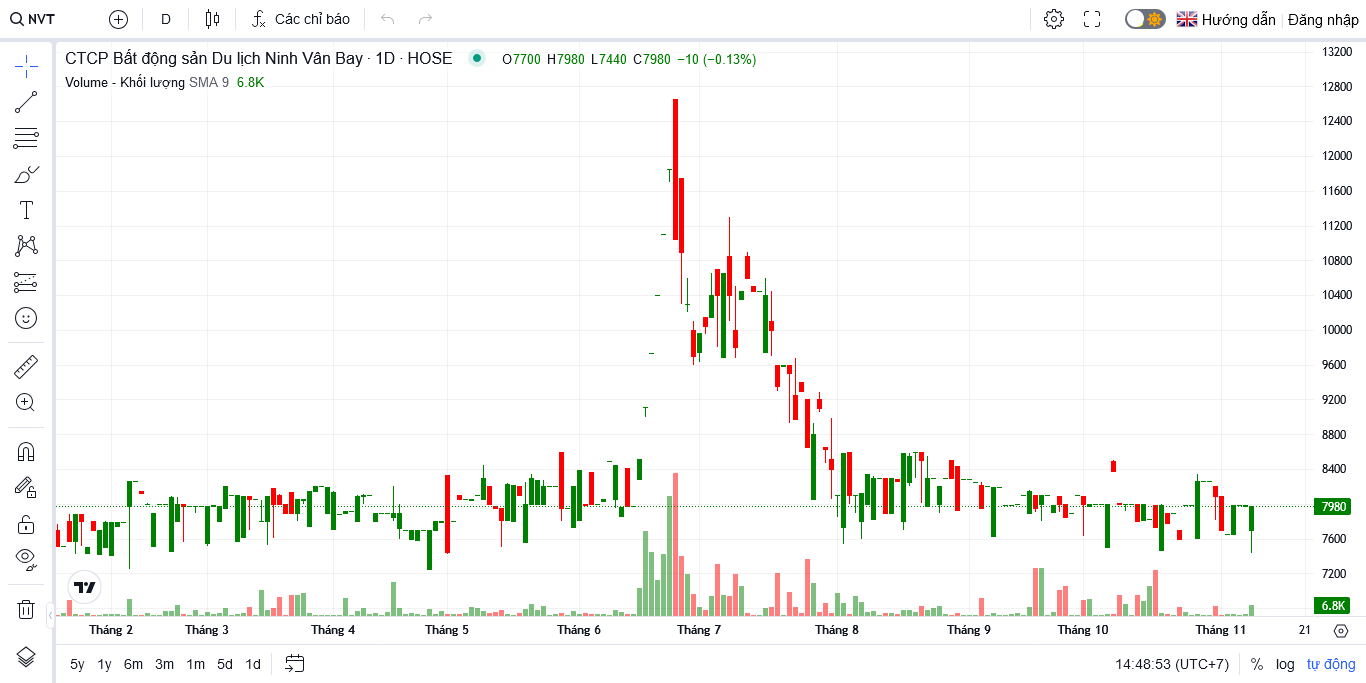 NVT D Các chỉ báo Hướng dẫn Đăng nhập
CTCP Bất động sản Du lịch Ninh Vân Bay · 1D · HOSE O7700 H7980 L7440 C7980 −10 (−0.13%)
Volume - Khối lượng SMA 9 6.8K
13200
12800
12400
12000
11600
11200
10800
10400
10000
9600
9200
8800
8400
7980
7600
7200
6.8K
Tháng 2 Tháng 3 Tháng 4 Tháng 5 Tháng 6 Tháng 7 Tháng 8 Tháng 9 Tháng 10 Tháng 11 21
5y 1y 6m 3m 1m 5d 1d 14:48:53 (UTC+7) % log tự động